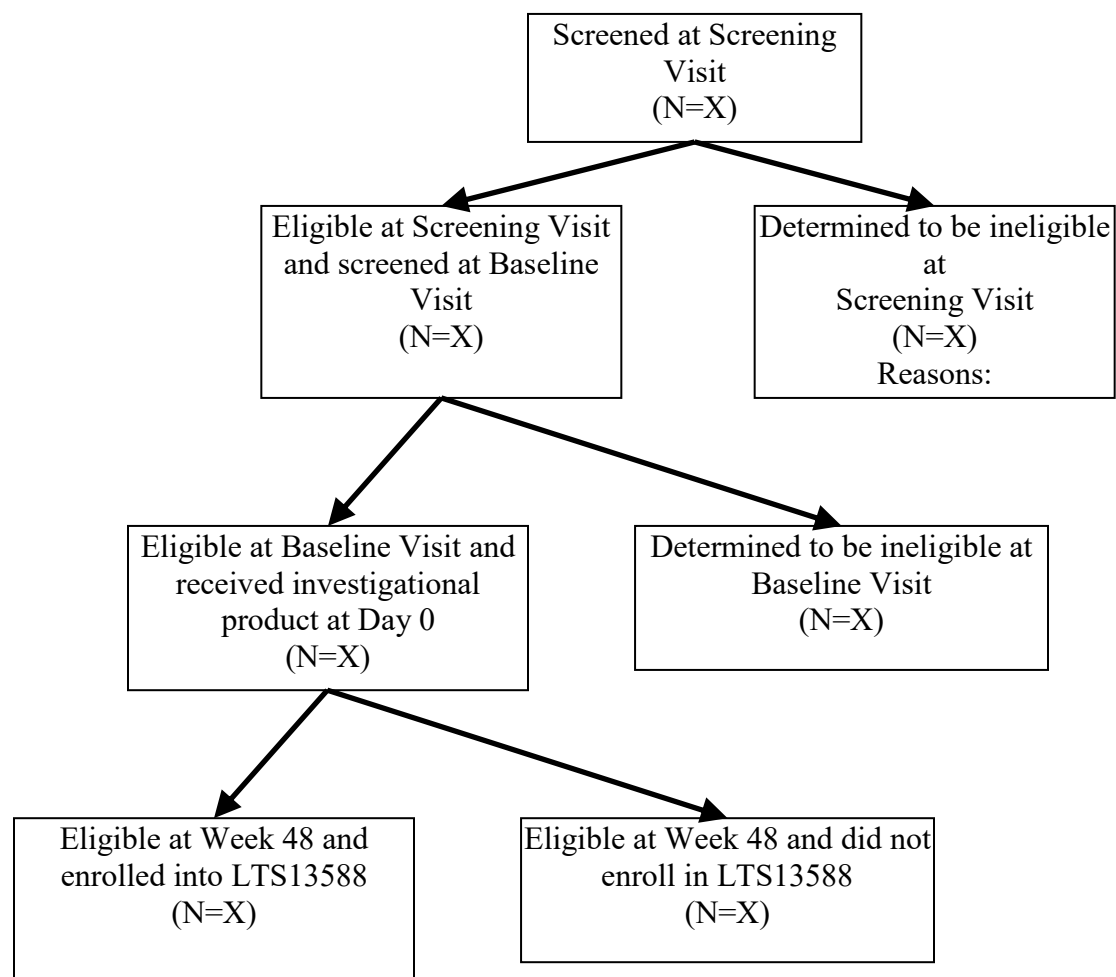 Screened at Screening
Visit
(N=X)
Eligible at Screening Visit
and screened at Baseline
Visit
(N=X)
Determined to be ineligible
at
Screening Visit
(N=X)
Reasons:
Eligible at Baseline Visit and
received investigational
product at Day 0
(N=X)
Determined to be ineligible at
Baseline Visit
(N=X)
Eligible at Week 48 and
enrolled into LTS13588
(N=X)
Eligible at Week 48 and did not
enroll in LTS13588
(N=X)